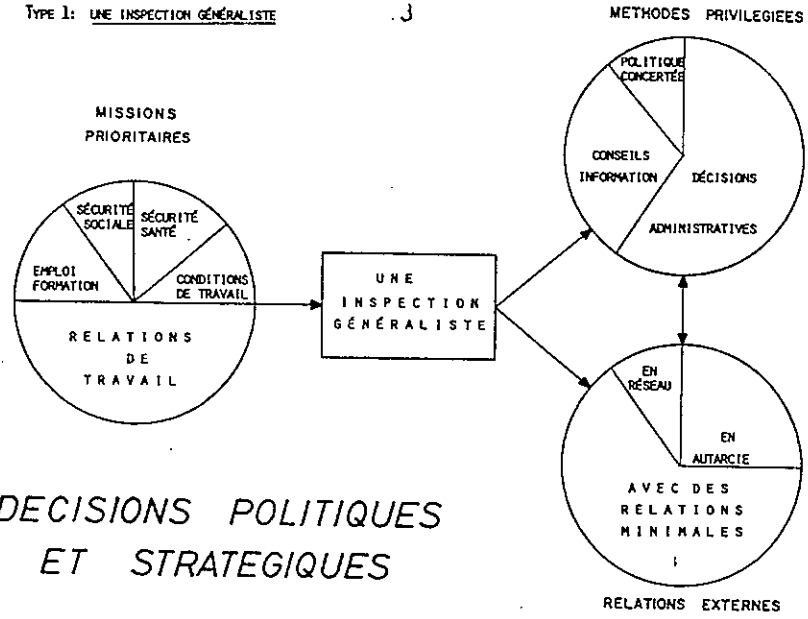 TYPE 1: UNE INSPECTION GÉNÉRALISTE
.3
METHODES PRIVILEGIEES
POLITIQUE
CONCERTÉE
CONSEILS
INFORMATION
DÉCISIONS
ADMINISTRATIVES
MISSIONS
PRIORITAIRES
SÉCURITÉ
SOCIALE
SÉCURITÉ
SANTÉ
EMPLOI
FORMATION
CONDITIONS
DE TRAVAIL
RELATIONS
DE
TRAVAIL
UNE
INSPECTION
GÉNÉRALISTE
EN
RÉSEAU
EN
AUTARCIE
AVEC DES
RELATIONS
MINIMALES
RELATIONS EXTERNES
DECISIONS POLITIQUES
ET STRATEGIQUES